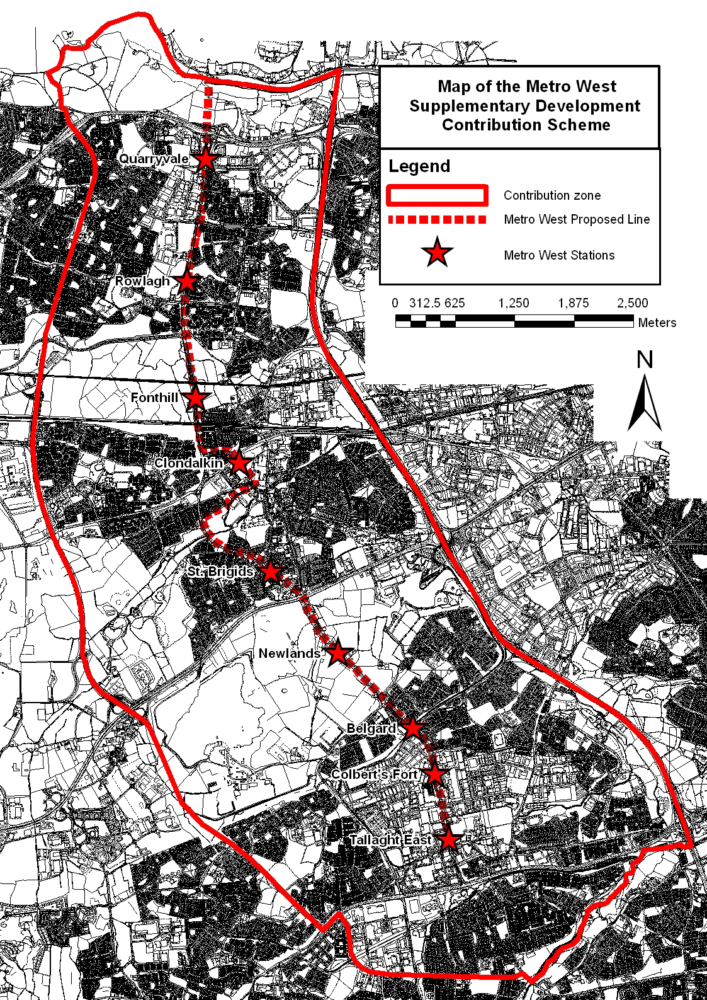 Map of the Metro West
Supplementary Development
Contribution Scheme
Legend
Contribution zone
Metro West Proposed Line
Metro West Stations
0 312.5 625 1,250 1,875 2,500
Meters
N
Quarryvale
Rowlagh
Fonthill
Clondalkin
St. Brigids
Newlands
Belgard
Colbert's Fort
Tallaght East